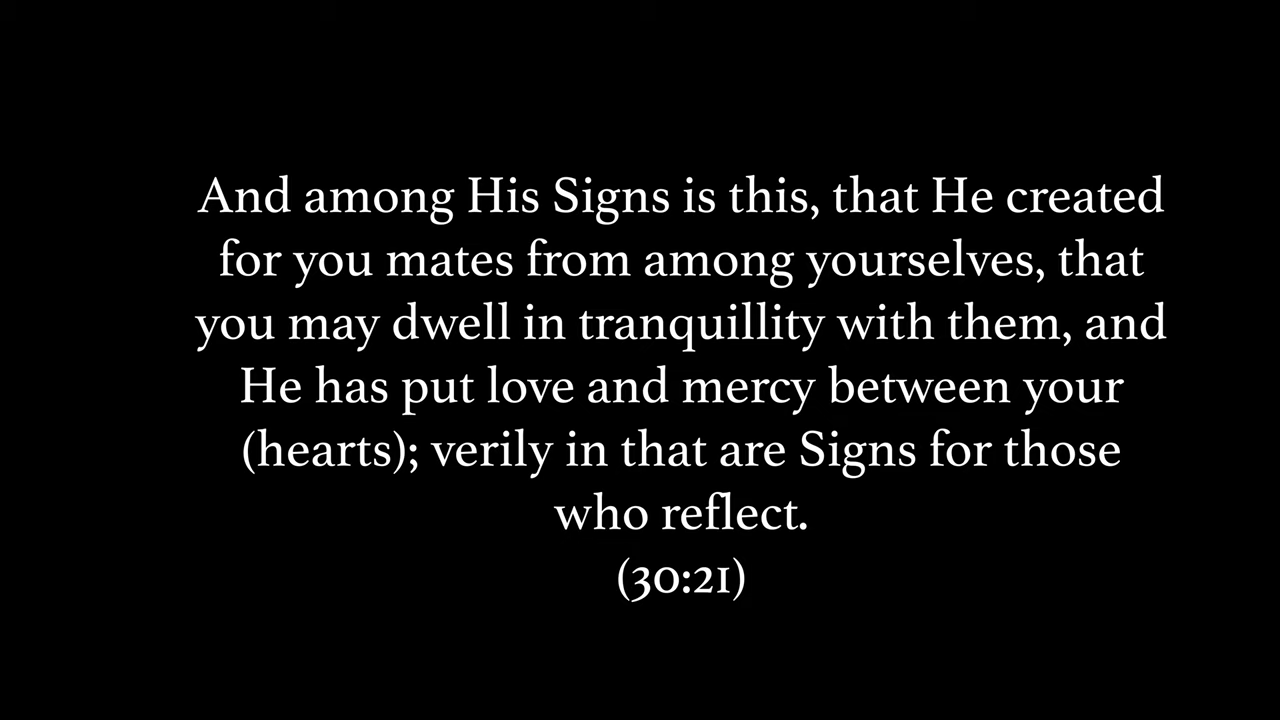 And among His Signs is this, that He created
for you mates from among yourselves, that
you may dwell in tranquillity with them, and
He has put love and mercy between your
(hearts); verily in that are Signs for those
who reflect.
(30:21)